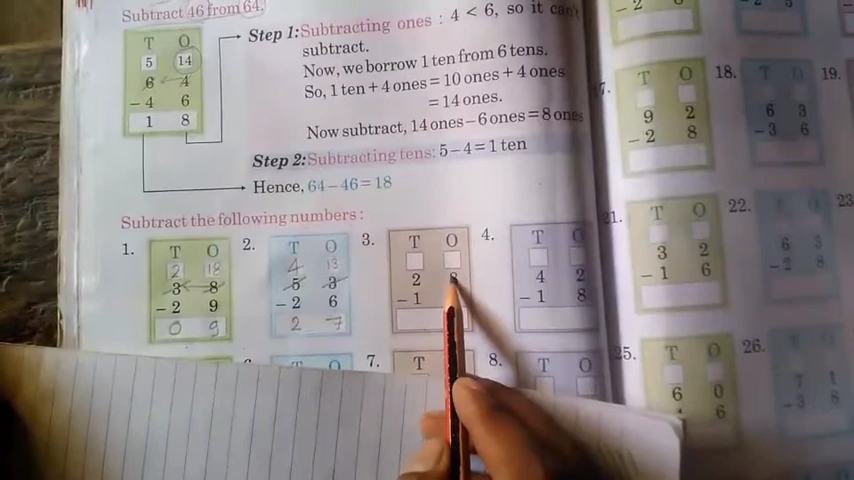 Subtract 46 from 64.
Step 1: Subtracting ones : 4 < 6, so it can't
subtract.
Now, we borrow 1 ten from 6 tens.
So, 1 ten + 4 ones = 10 ones + 4 ones
= 14 ones.
Now subtract, 14 ones – 6 ones = 8 ones
Step 2: Subtracting tens: 5 – 4 = 1 ten
Hence, 64 – 46 = 18
T O
5 14
6 4
– 4 6
1 8
Subtract the following numbers :
1.
T O
2 18
3 8
– 2 9
0 9
2.
T O
4 13
5 3
– 2 6
2 7
3.
T O
2 8
– 1
4.
T O
4 2
– 1 8
7.
T
8.
T O
– 2
17.
T O
9 2
– 2 8
18.
T O
6 3
– 3 6
19.
21.
T O
3 2
– 1 6
22.
T O
6 3
– 2 8
23
25.
T O
6 0
6
26.
T O
7 1
– 3 8